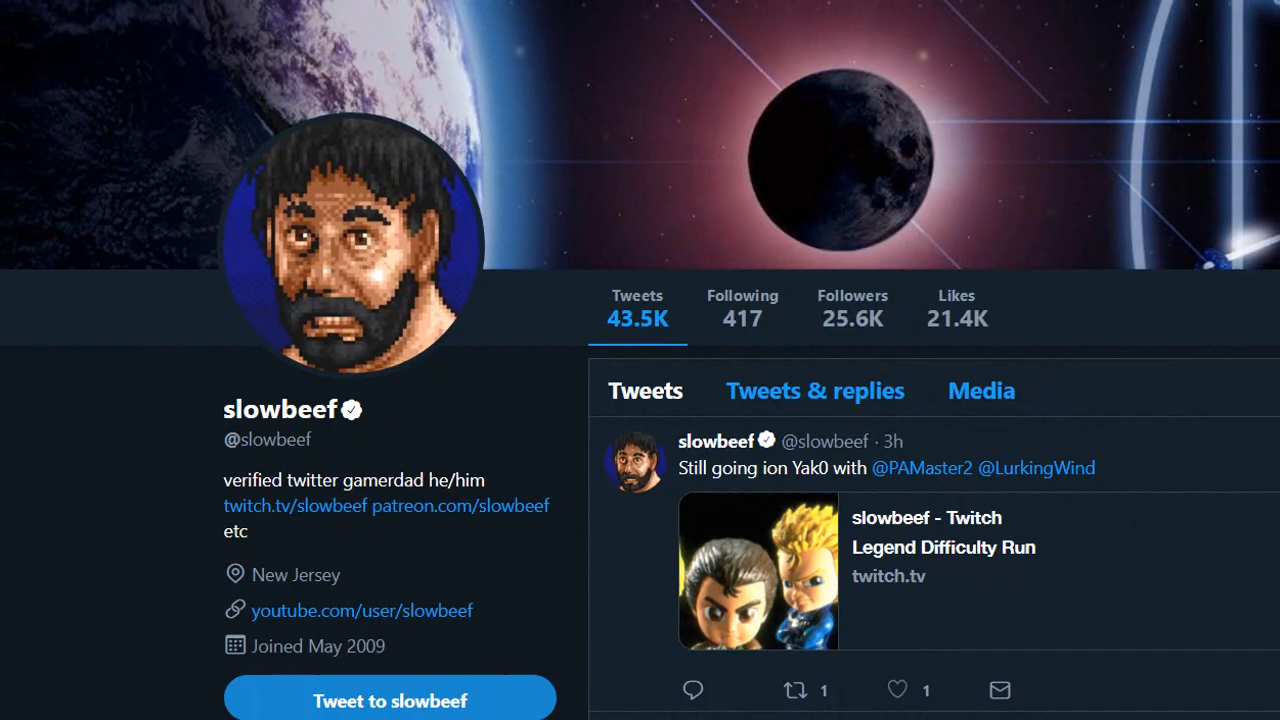 Tweets Following Followers Likes
43.5K 417 25.6K 21.4K
Tweets Tweets & replies Media
slowbeef
@slowbeef
verified twitter gamerdad he/him
twitch.tv/slowbeef patreon.com/slowbeef
etc
New Jersey
youtube.com/user/slowbeef
Joined May 2009
Tweet to slowbeef
slowbeef @slowbeef · 3h
Still going ion Yak0 with @PAMaster2 @LurkingWind
slowbeef - Twitch
Legend Difficulty Run
twitch.tv
1 1